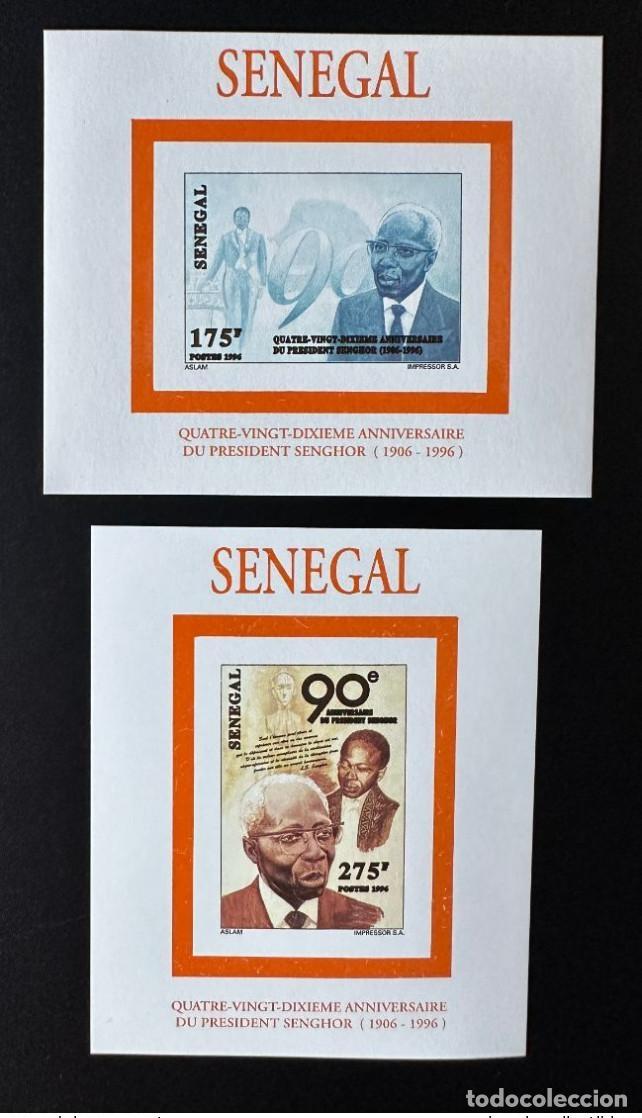 SENEGAL
SENEGAL
175F
POSTES 1996
QUATRE-VINGT-DIXIEME ANNIVERSAIRE
DU PRESIDENT SENGHOR (1906-1996)
ASLAM
IMPRESSOR S.A.
QUATRE-VINGT-DIXIEME ANNIVERSAIRE
DU PRESIDENT SENGHOR ( 1906 - 1996 )
SENEGAL
SENEGAL
90e
ANNIVERSAIRE
DU PRESIDENT SENGHOR
L.S. Senghor
275F
POSTES 1996
ASLAM
IMPRESSOR S.A.
QUATRE-VINGT-DIXIEME ANNIVERSAIRE
DU PRESIDENT SENGHOR ( 1906 - 1996 )
todocoleccion